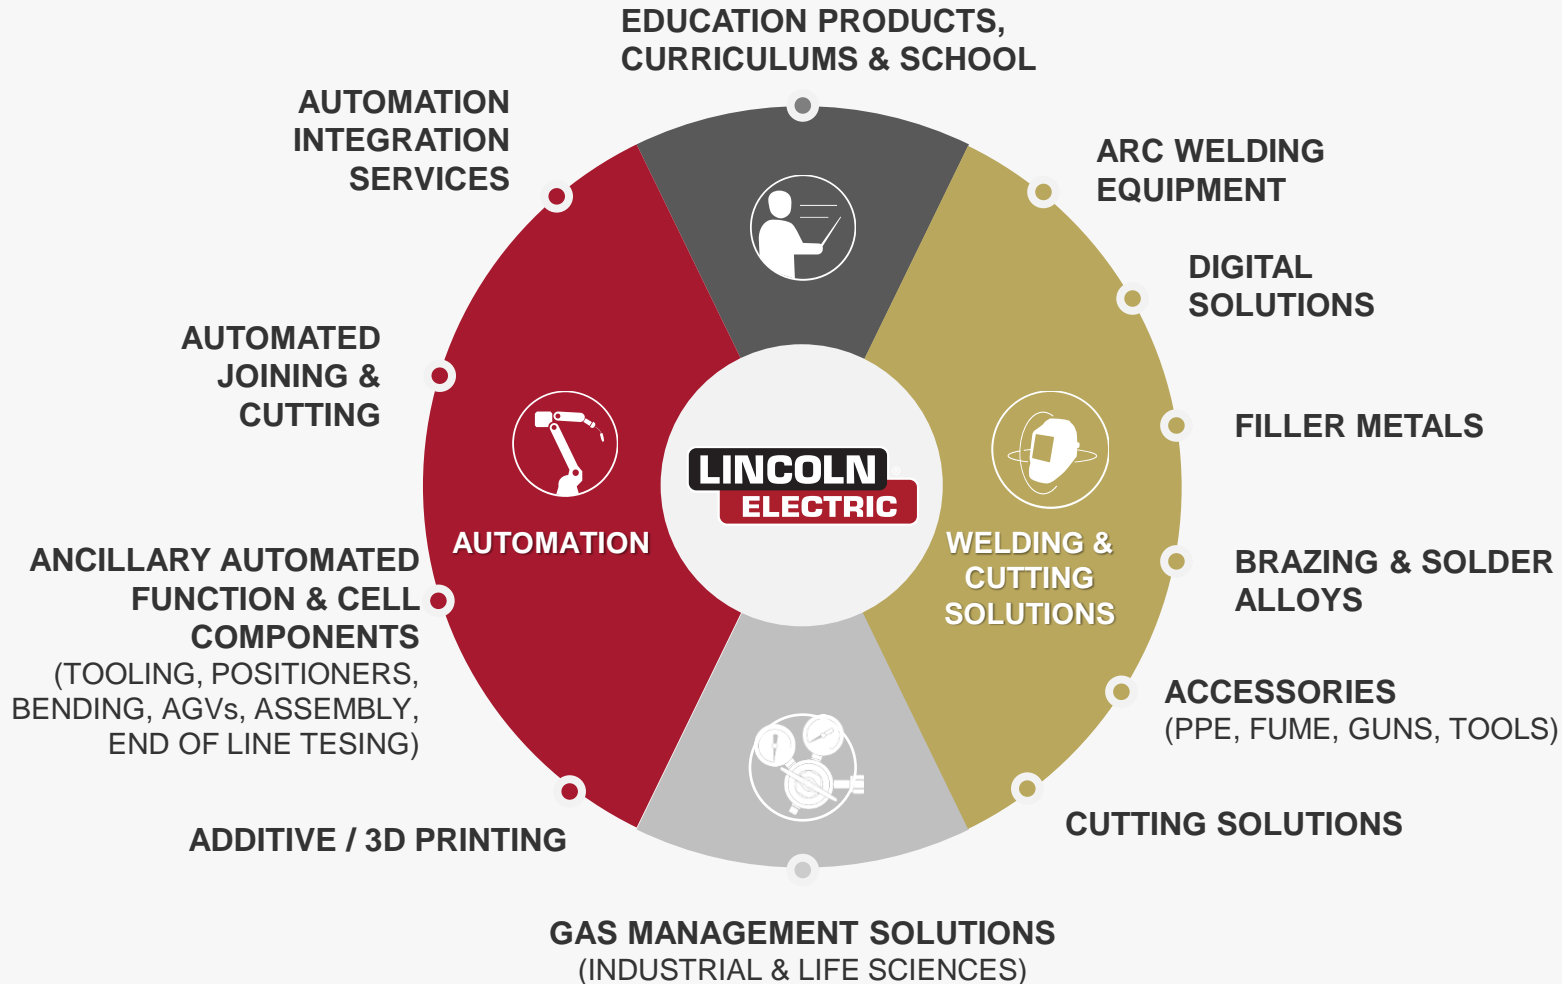 EDUCATION PRODUCTS,
CURRICULUMS & SCHOOL
AUTOMATION
INTEGRATION
SERVICES
ARC WELDING
EQUIPMENT
DIGITAL
SOLUTIONS
AUTOMATED
JOINING &
CUTTING
FILLER METALS
LINCOLN
ELECTRIC
AUTOMATION
WELDING &
CUTTING
SOLUTIONS
ANCILLARY AUTOMATED
FUNCTION & CELL
COMPONENTS
(TOOLING, POSITIONERS,
BENDING, AGVs, ASSEMBLY,
END OF LINE TESING)
BRAZING & SOLDER
ALLOYS
ACCESSORIES
(PPE, FUME, GUNS, TOOLS)
ADDITIVE / 3D PRINTING
CUTTING SOLUTIONS
GAS MANAGEMENT SOLUTIONS
(INDUSTRIAL & LIFE SCIENCES)